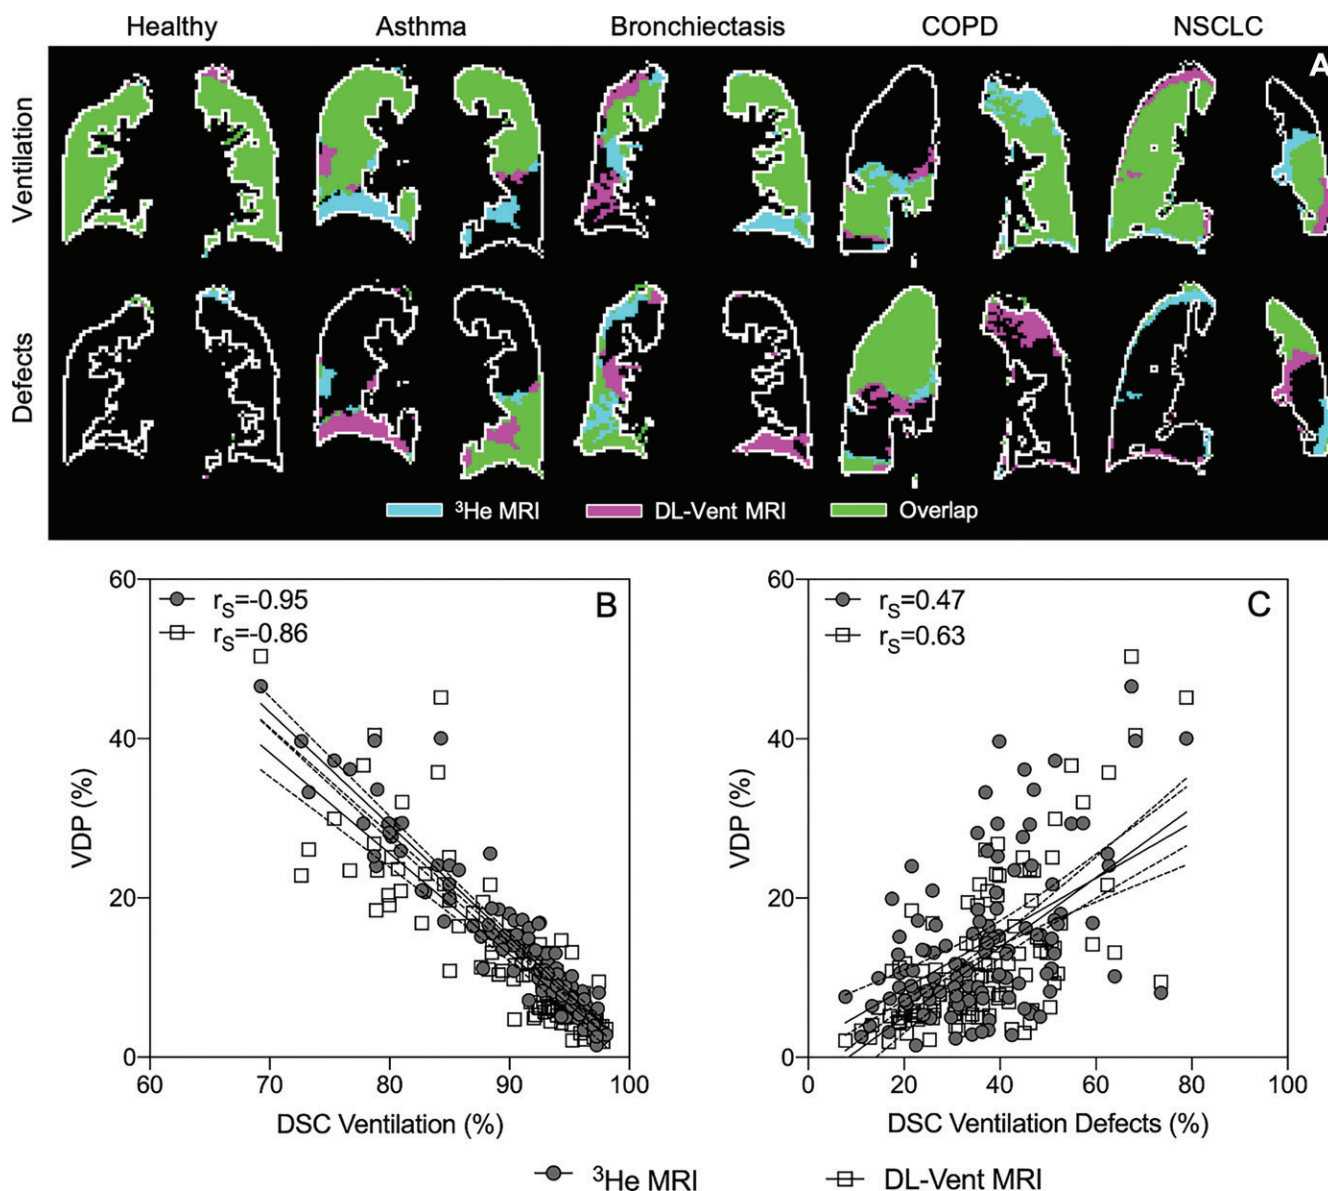 Healthy Asthma Bronchiectasis COPD NSCLC
A
Ventilation
Defects
³He MRI DL-Vent MRI Overlap
60
40
20
0
VDP (%)
r_S=-0.95
r_S=-0.86
B
60 70 80 90 100
DSC Ventilation (%)
60
40
20
0
VDP (%)
r_S=0.47
r_S=0.63
C
0 20 40 60 80 100
DSC Ventilation Defects (%)
³He MRI DL-Vent MRI